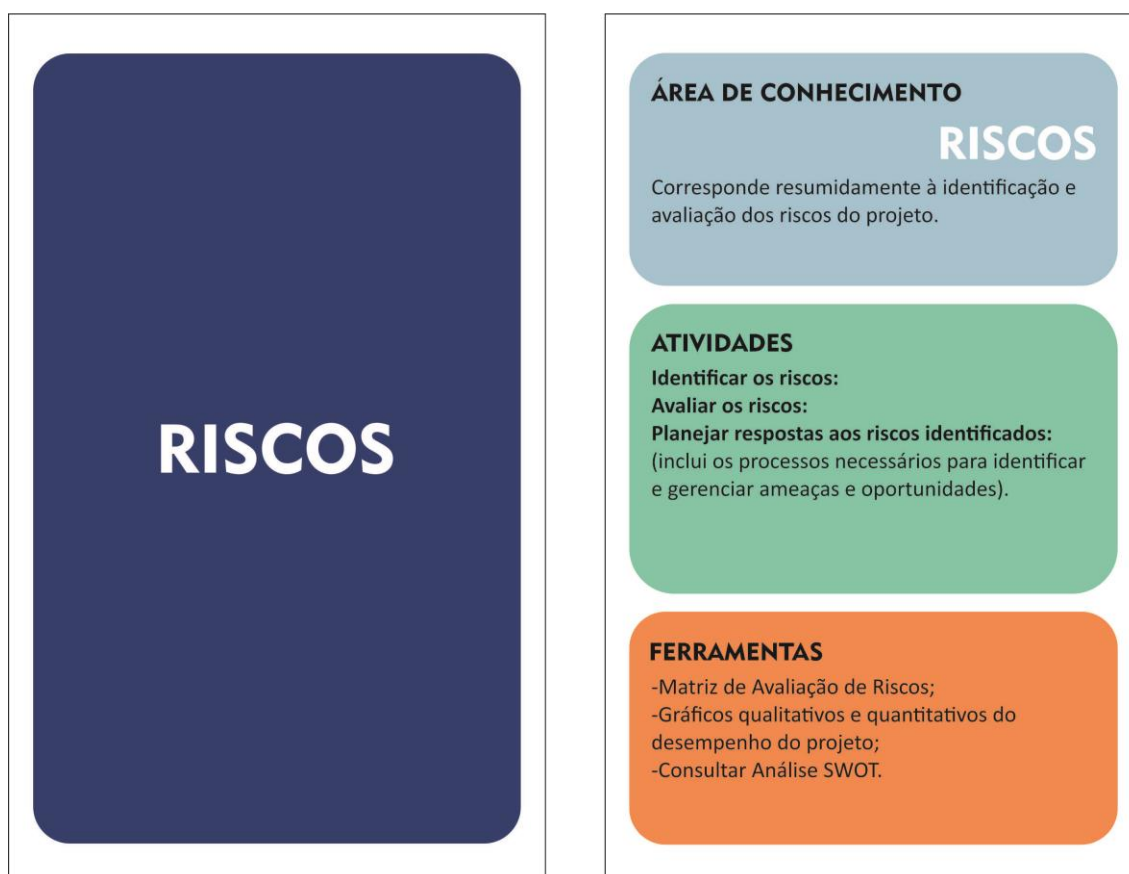 RISCOS
ÁREA DE CONHECIMENTO
RISCOS
Corresponde resumidamente à identificação e
avaliação dos riscos do projeto.
ATIVIDADES
Identificar os riscos:
Avaliar os riscos:
Planejar respostas aos riscos identificados:
(inclui os processos necessários para identificar
e gerenciar ameaças e oportunidades).
FERRAMENTAS
-Matriz de Avaliação de Riscos;
-Gráficos qualitativos e quantitativos do
desempenho do projeto;
-Consultar Análise SWOT.